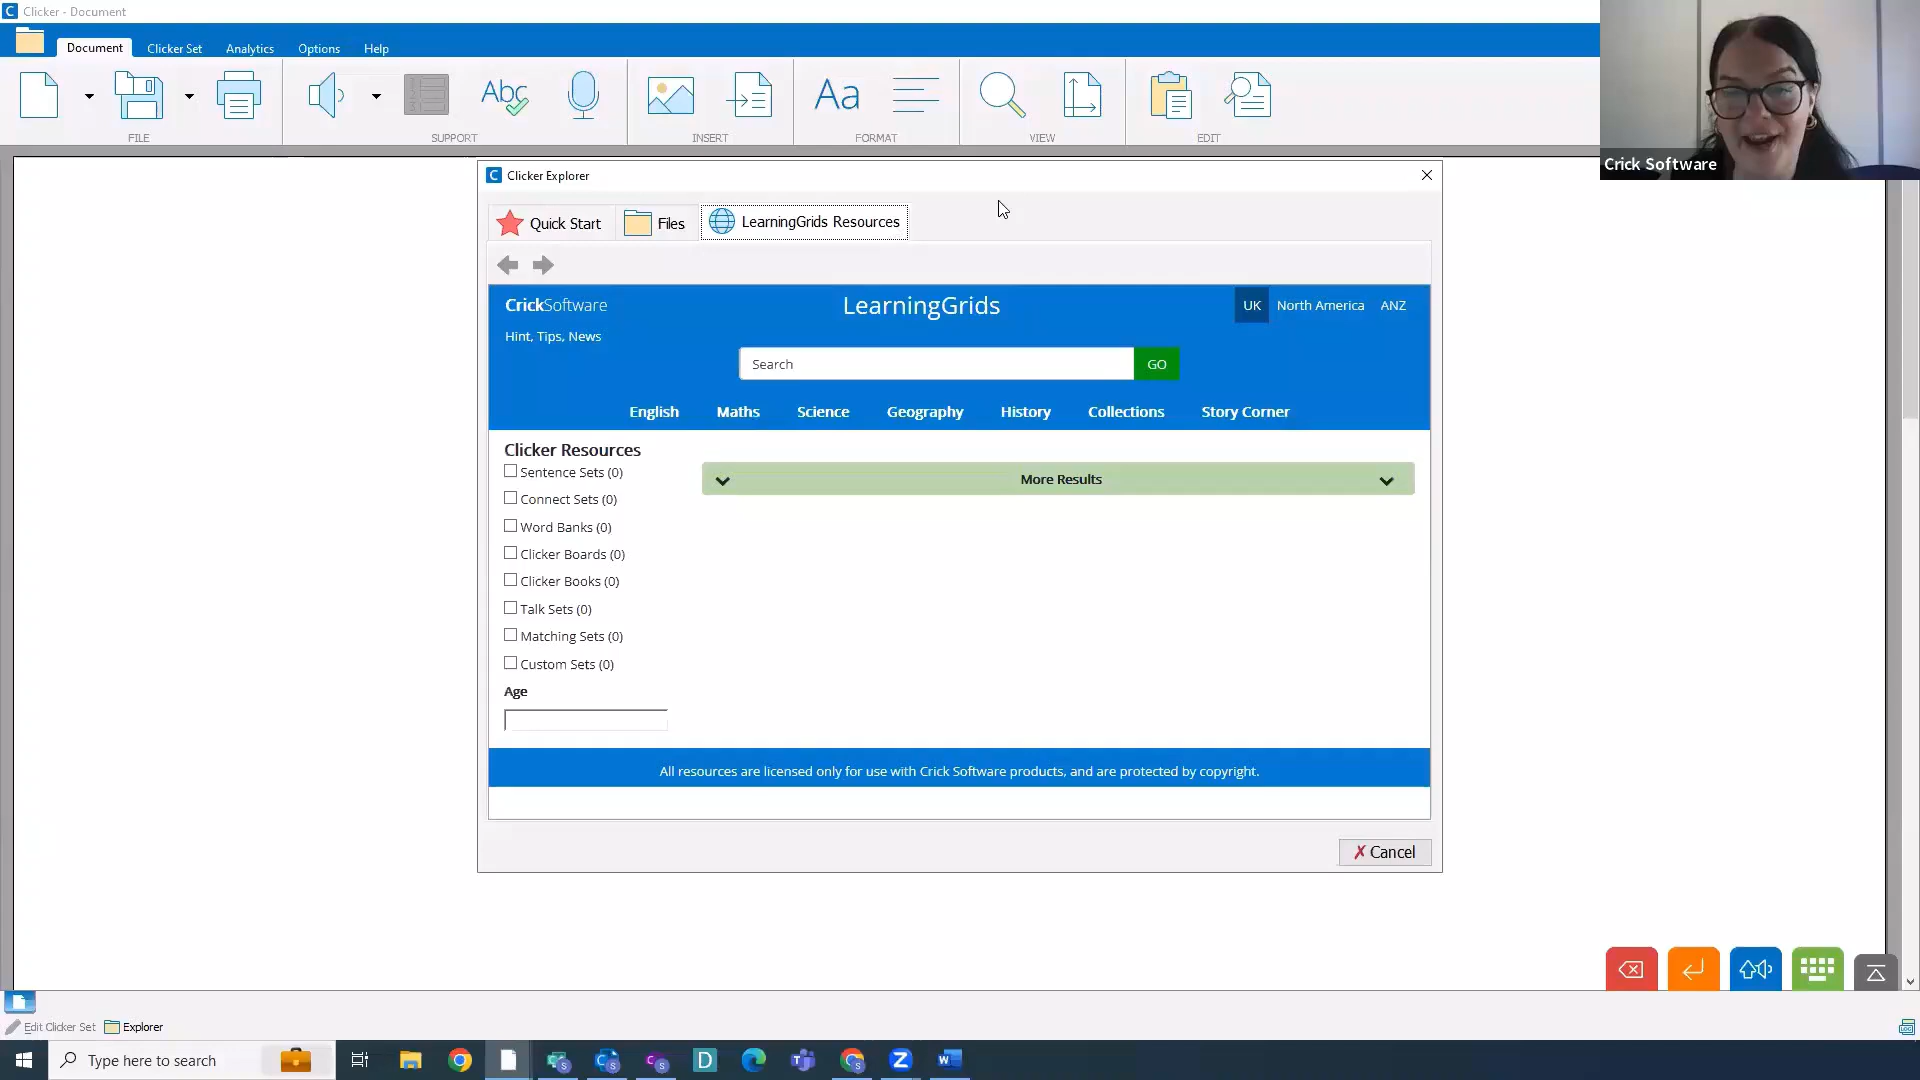 Clicker - Document
Document
Clicker Set
Analytics
Options
Help
Abc
Aa
FILE
SUPPORT
INSERT
FORMAT
VIEW
EDIT
Crick Software
Clicker Explorer
Quick Start
Files
LearningGrids Resources
CrickSoftware
LearningGrids
UK
North America
ANZ
Hint, Tips, News
Search
GO
English
Maths
Science
Geography
History
Collections
Story Corner
Clicker Resources
Sentence Sets (0)
Connect Sets (0)
Word Banks (0)
Clicker Boards (0)
Clicker Books (0)
Talk Sets (0)
Matching Sets (0)
Custom Sets (0)
More Results
Age
All resources are licensed only for use with Crick Software products, and are protected by copyright.
Cancel
Edit Clicker Set
Explorer
Type here to search